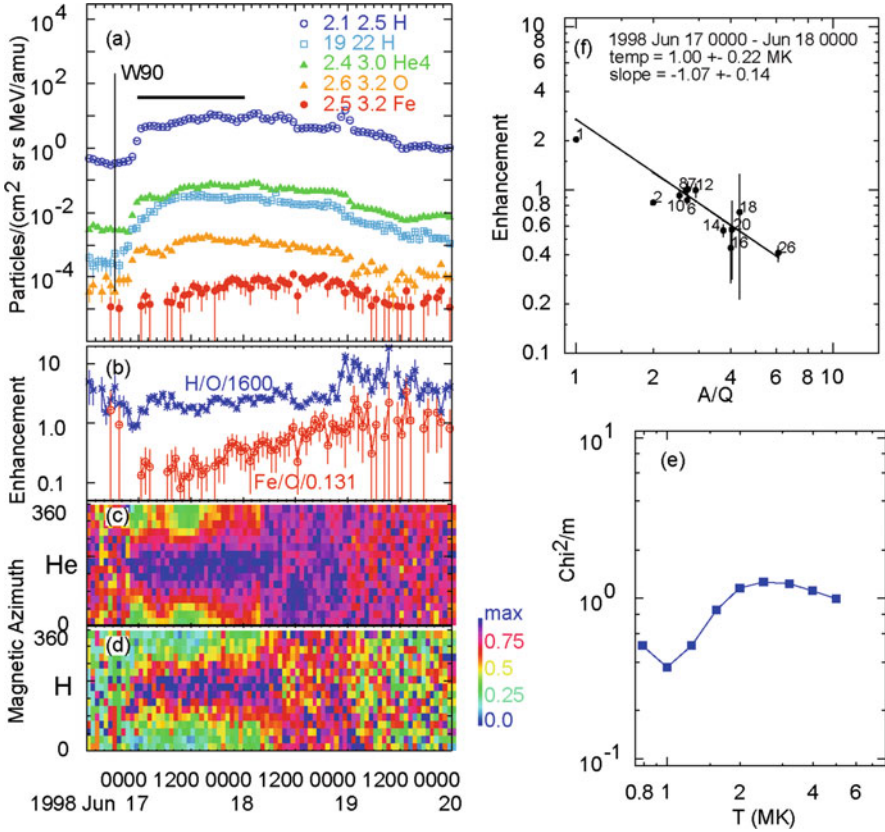 (a)
2.1 2.5 H
19 22 H
2.4 3.0 He4
2.6 3.2 O
2.5 3.2 Fe
W90
10^4
10^2
10^0
10^-2
10^-4
Particles/(cm^2 sr s MeV/amu)
(b)
H/O/1600
Fe/O/0.131
10
1.0
0.1
Enhancement
(c)
360
He
0
(d)
360
H
0
Magnetic Azimuth
max
0.75
0.5
0.25
0.0
0000 1200 0000 1200 0000 1200 0000
1998 Jun 17 18 19 20
(f)
1998 Jun 17 0000 - Jun 18 0000
temp = 1.00 +- 0.22 MK
slope = -1.07 +- 0.14
10
8
6
4
2
1
0.8
0.6
0.4
0.2
0.1
Enhancement
1
2
10
8
7
6
12
14
16
18
20
26
1 2 4 6 8 10
A/Q
(e)
10^1
10^0
10^-1
Chi^2/m
0.8 1 2 4 6
T (MK)